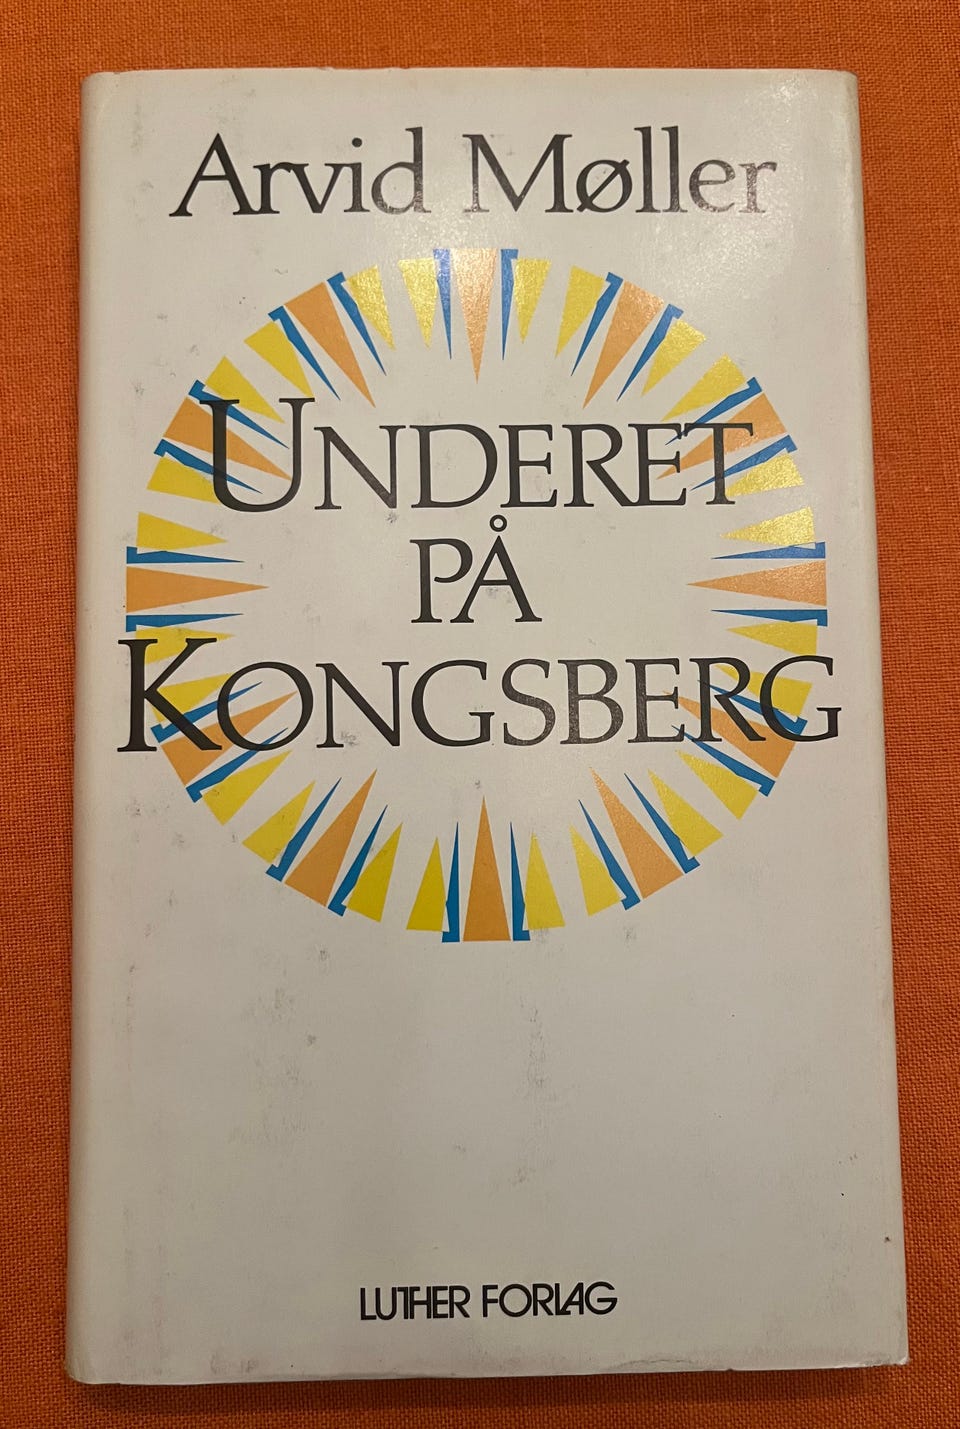 Arvid Møller
UNDERET
PÅ
KONGSBERG
LUTHER FORLAG